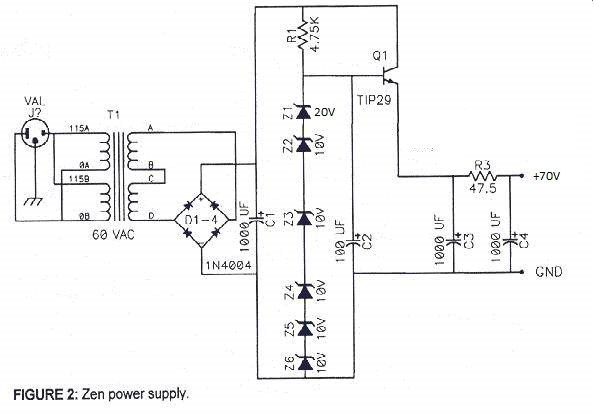 R1
4.75K
Q1
TIP29
VAL
J?
T1
115A
0A
115B
0B
A
B
C
D
60 VAC
D1-4
1N4004
+
-
1000 UF
+
C1
Z1
20V
Z2
10V
Z3
10V
Z4
10V
Z5
10V
Z6
10V
100 UF
+
C2
R3
47.5
+70V
1000 UF
+
C3
1000 UF
+
C4
GND
FIGURE 2: Zen power supply.